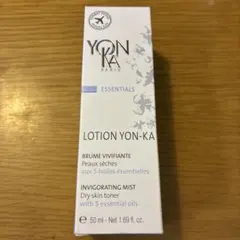 YON
KA
PARIS
ESSENTIALS
LOTION YON-KA
BRUME VIVIFIANTE
Peaux sèches
aux 5 huiles essentielles
INVIGORATING MIST
Dry skin toner
with 5 essential oils
50 ml - Net 1.69 fl. oz.